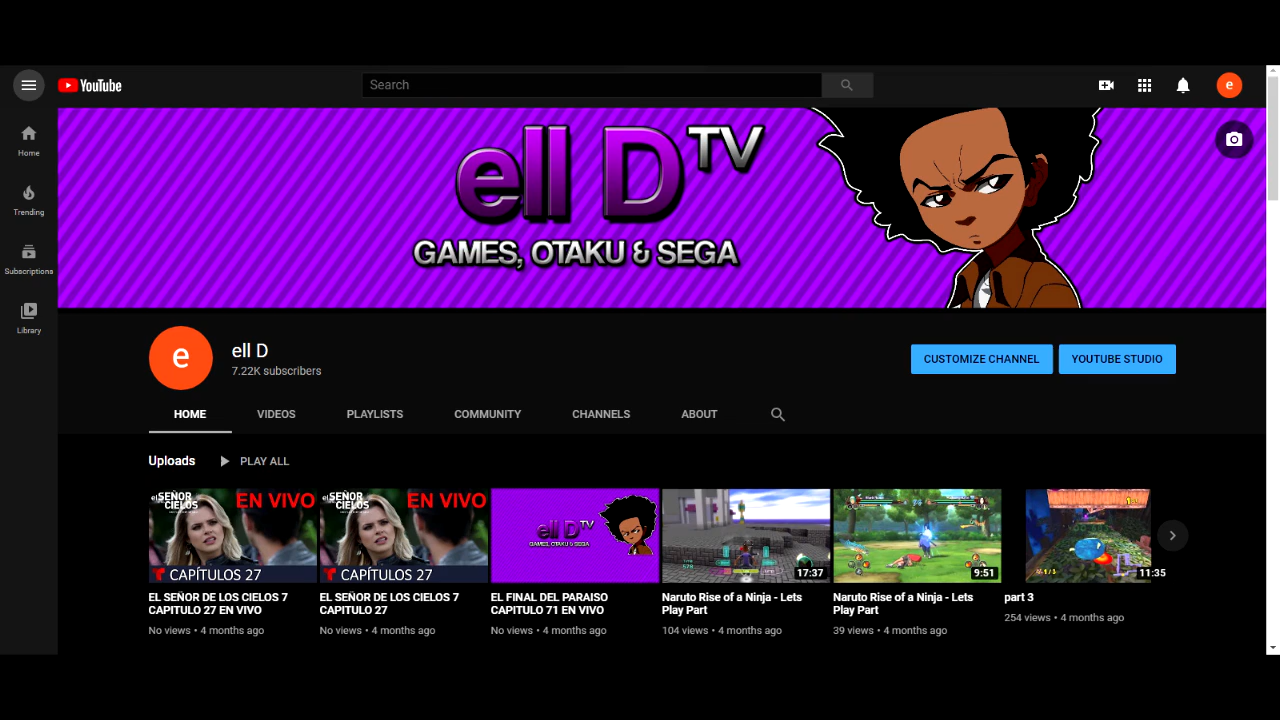 YouTube
Search
e
Home
Trending
Subscriptions
Library
ell D TV
GAMES, OTAKU & SEGA
e
ell D
7.22K subscribers
CUSTOMIZE CHANNEL
YOUTUBE STUDIO
HOME
VIDEOS
PLAYLISTS
COMMUNITY
CHANNELS
ABOUT
Uploads
PLAY ALL
el SEÑOR
DE LOS CIELOS
EN VIVO
CAPÍTULOS 27
el SEÑOR
DE LOS CIELOS
EN VIVO
CAPÍTULOS 27
ell D TV
GAMES, OTAKU & SEGA
17:37
9:51
1st
11:35
EL SEÑOR DE LOS CIELOS 7
CAPITULO 27 EN VIVO
No views • 4 months ago
EL SEÑOR DE LOS CIELOS 7
CAPITULO 27
No views • 4 months ago
EL FINAL DEL PARAISO
CAPITULO 71 EN VIVO
No views • 4 months ago
Naruto Rise of a Ninja - Lets
Play Part
104 views • 4 months ago
Naruto Rise of a Ninja - Lets
Play Part
39 views • 4 months ago
part 3
254 views • 4 months ago